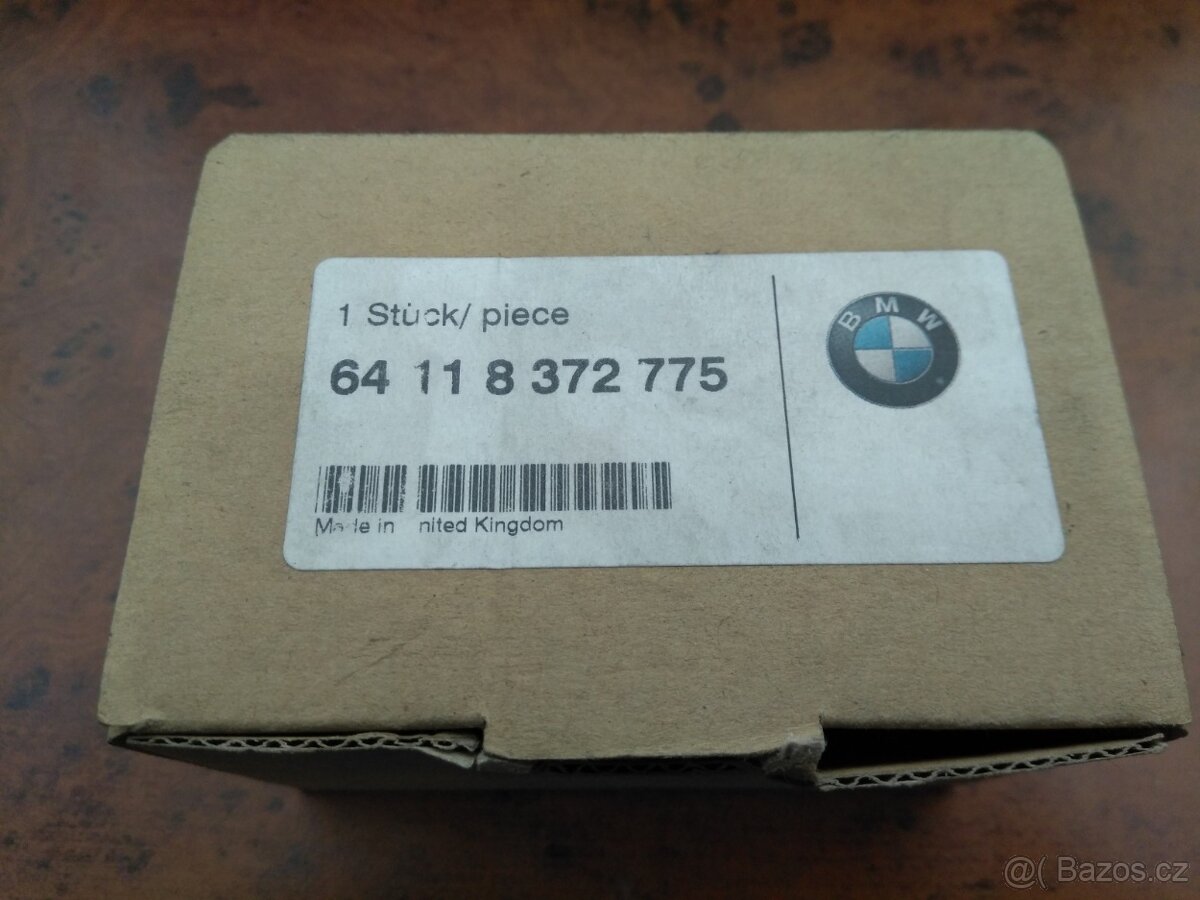 1 Stück/ piece
64 11 8 372 775
BMW
Made in United Kingdom
@( Bazos.cz